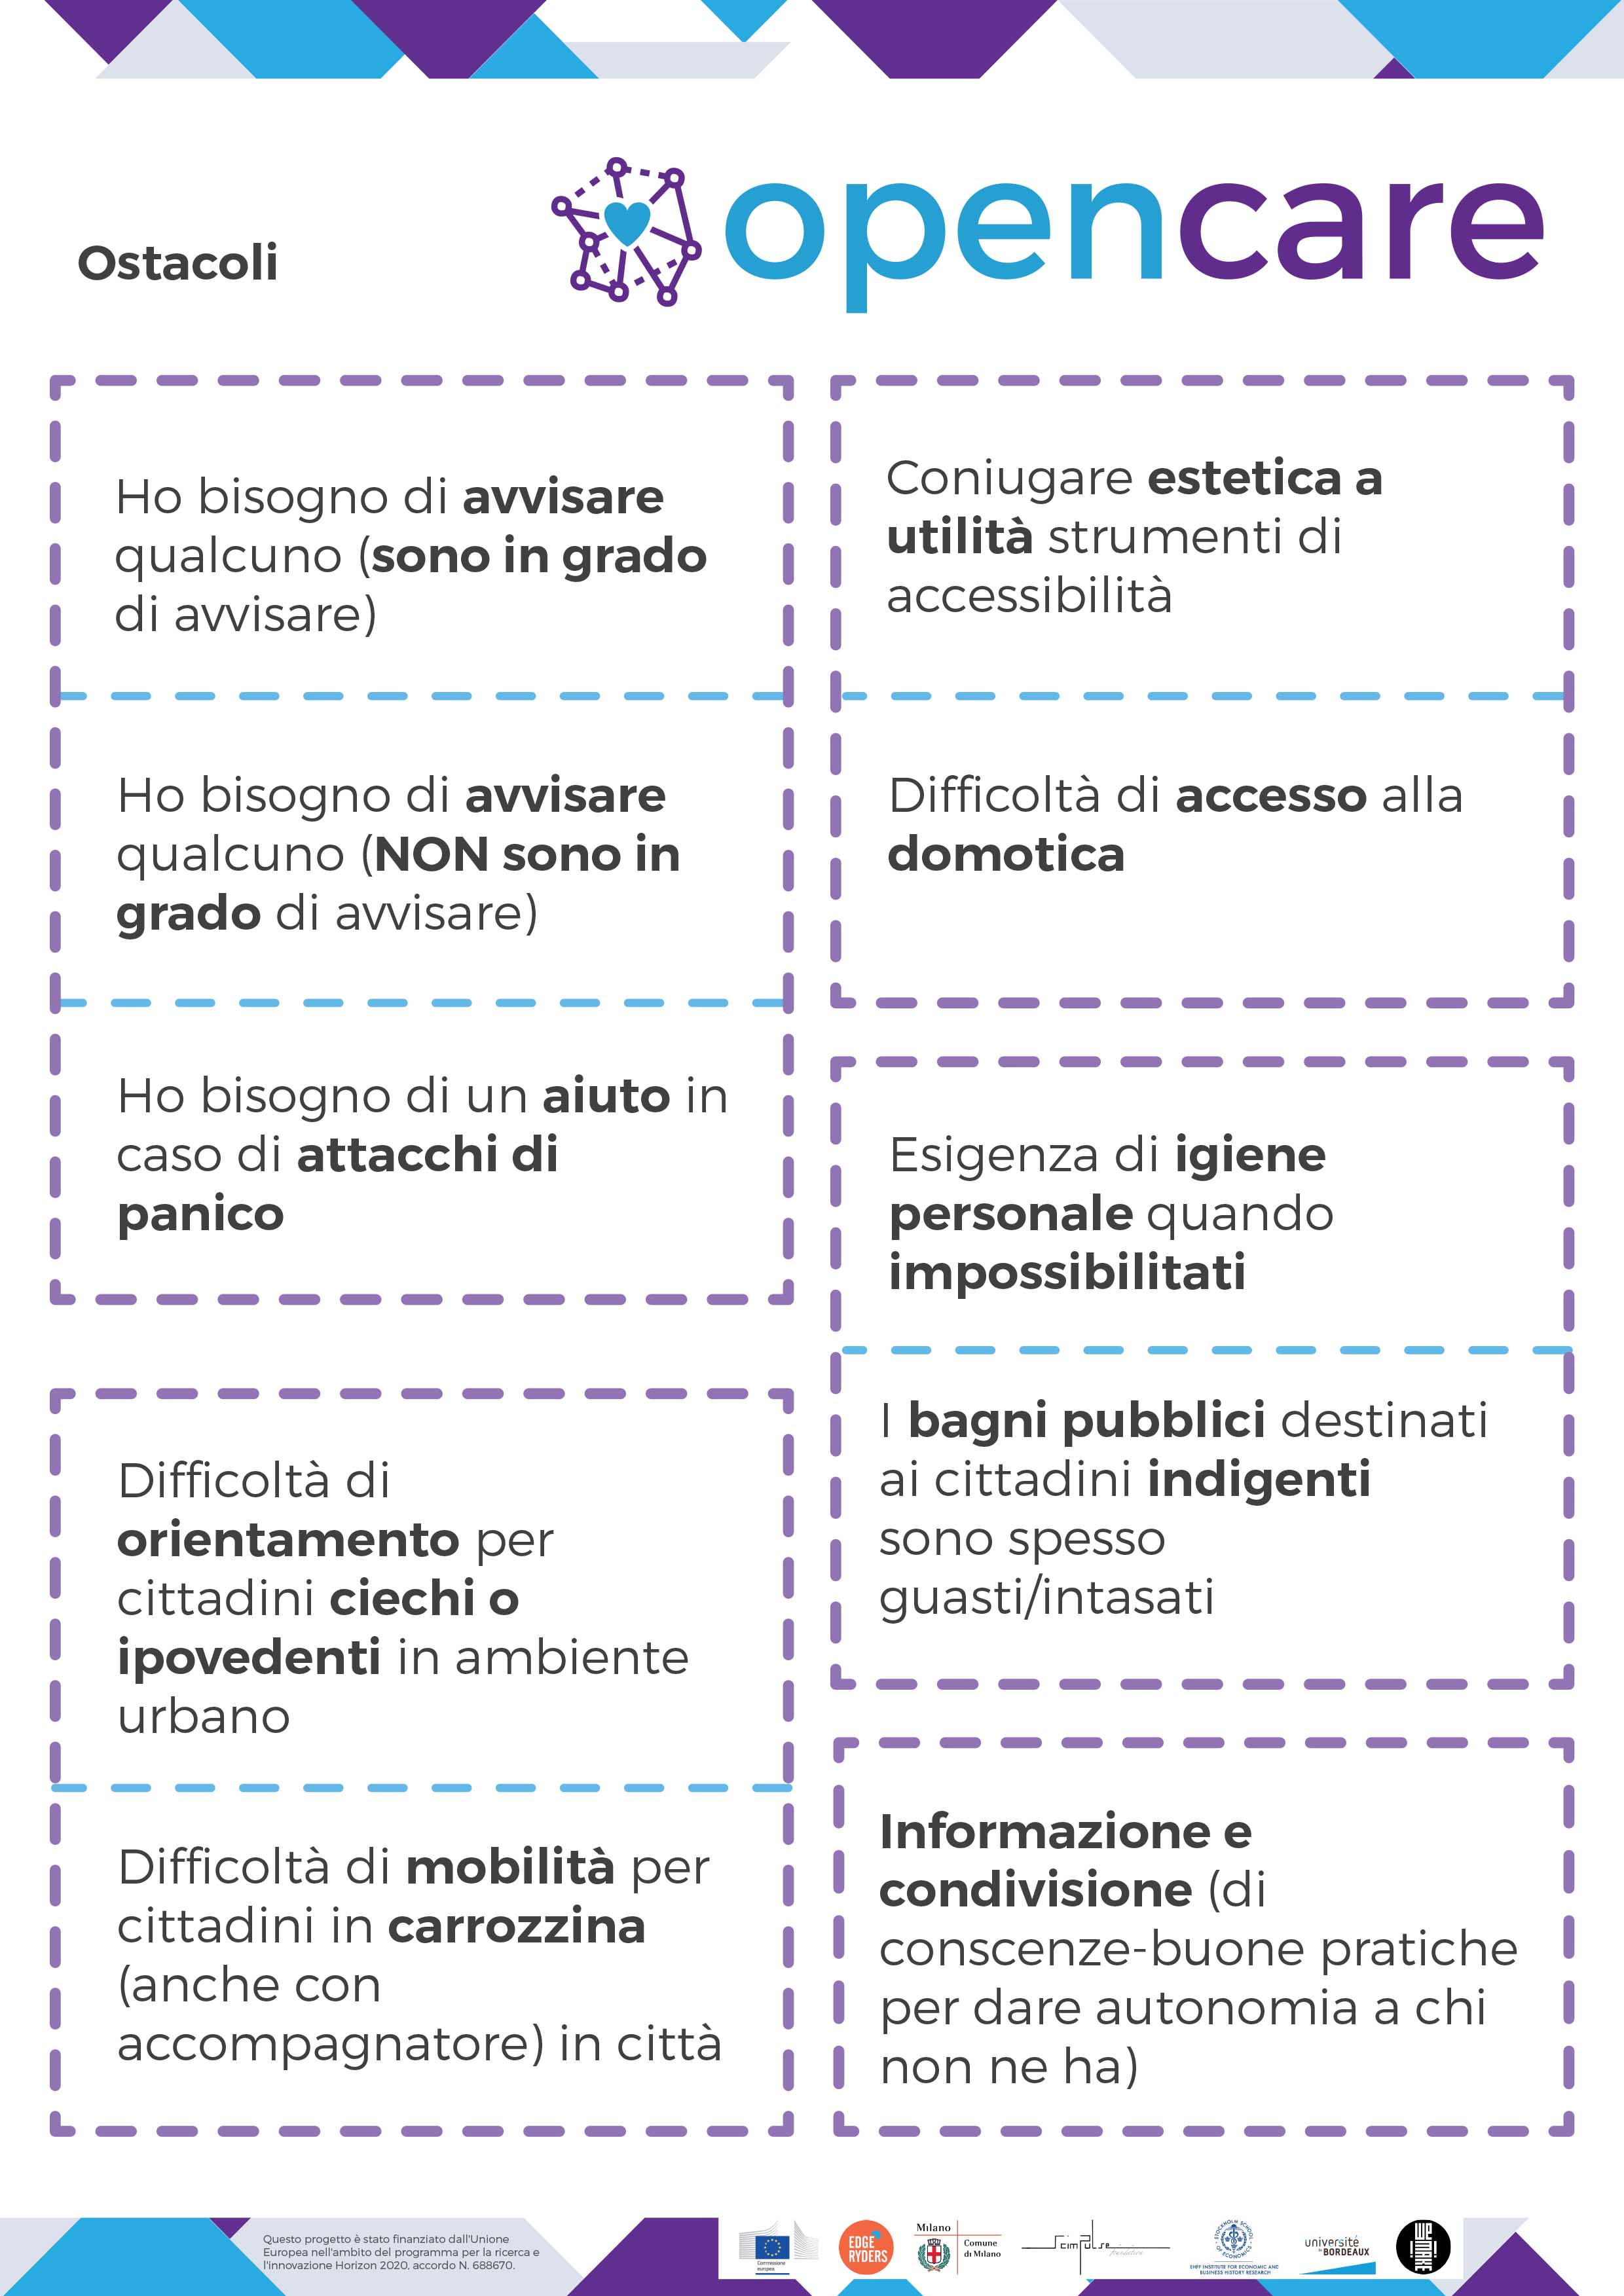 Ostacoli
opencare
Ho bisogno di avvisare
qualcuno (sono in grado
di avvisare)
Ho bisogno di avvisare
qualcuno (NON sono in
grado di avvisare)
Ho bisogno di un aiuto in
caso di attacchi di
panico
Difficoltà di
orientamento per
cittadini ciechi o
ipovedenti in ambiente
urbano
Difficoltà di mobilità per
cittadini in carrozzina
(anche con
accompagnatore) in città
Coniugare estetica a
utilità strumenti di
accessibilità
Difficoltà di accesso alla
domotica
Esigenza di igiene
personale quando
impossibilitati
I bagni pubblici destinati
ai cittadini indigenti
sono spesso
guasti/intasati
Informazione e
condivisione (di
conscenze-buone pratiche
per dare autonomia a chi
non ne ha)
Questo progetto è stato finanziato dall'Unione
Europea nell'ambito del programma per la ricerca e
l'innovazione Horizon 2020, accordo N. 688670.
Commissione
europea
EDGE
RYDERS
Milano
Comune
di Milano
SCimPulse
foundation
STOCKHOLM SCHOOL
OF ECONOMICS
EHFF INSTITUTE FOR ECONOMIC AND
BUSINESS HISTORY RESEARCH
université
de BORDEAUX
WE
MAKE